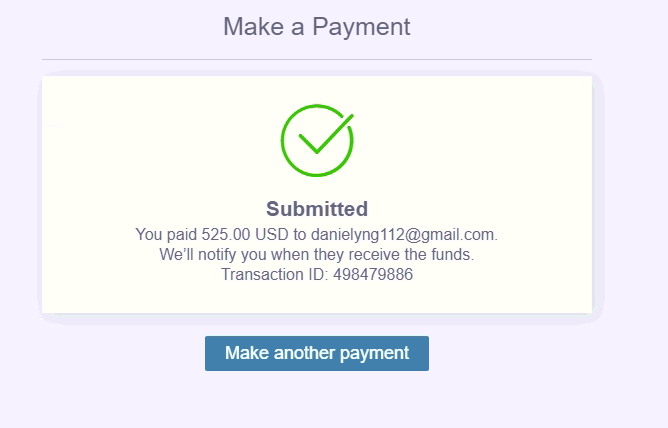 Make a Payment
Submitted
You paid 525.00 USD to danielyng112@gmail.com.
We’ll notify you when they receive the funds.
Transaction ID: 498479886
Make another payment